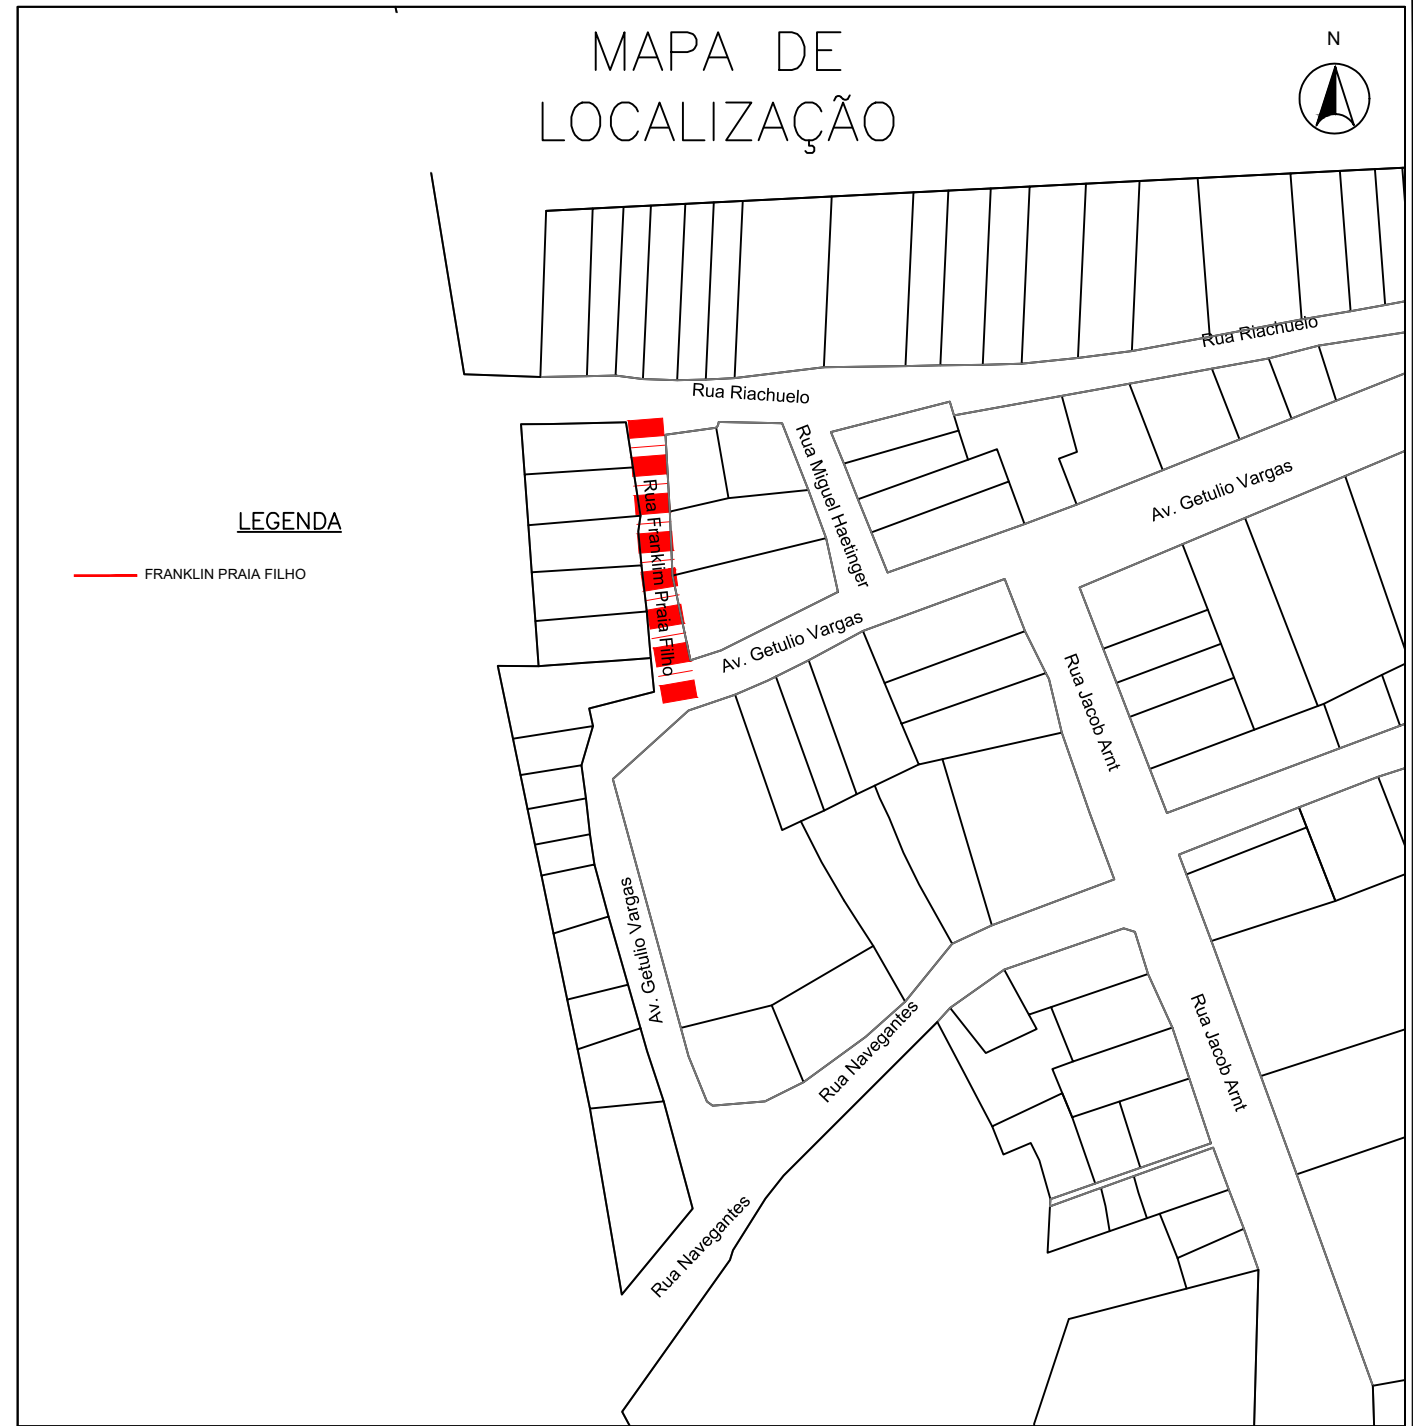 MAPA DE
LOCALIZAÇÃO
N
Rua Riachuelo
Rua Riachuelo
Rua Miguel Haetinger
Av. Getulio Vargas
LEGENDA
FRANKLIN PRAIA FILHO
Rua Franklim Praia Filho
Av. Getulio Vargas
Rua Jacob Arnt
Av. Getulio Vargas
Rua Navegantes
Rua Jacob Arnt
Rua Navegantes